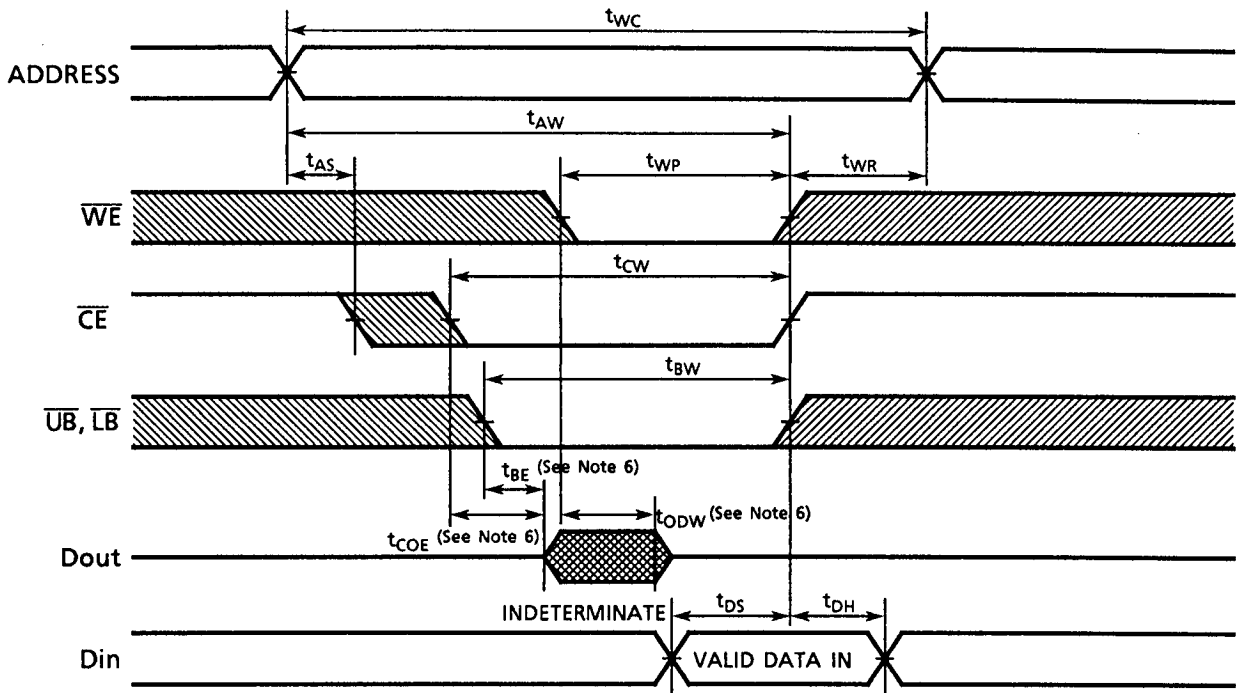 tWC
ADDRESS
tAW
tAS
tWP
tWR
WE
tCW
CE
tBW
UB, LB
tBE (See Note 6)
tODW (See Note 6)
tCOE (See Note 6)
Dout
INDETERMINATE
tDS
tDH
Din
VALID DATA IN